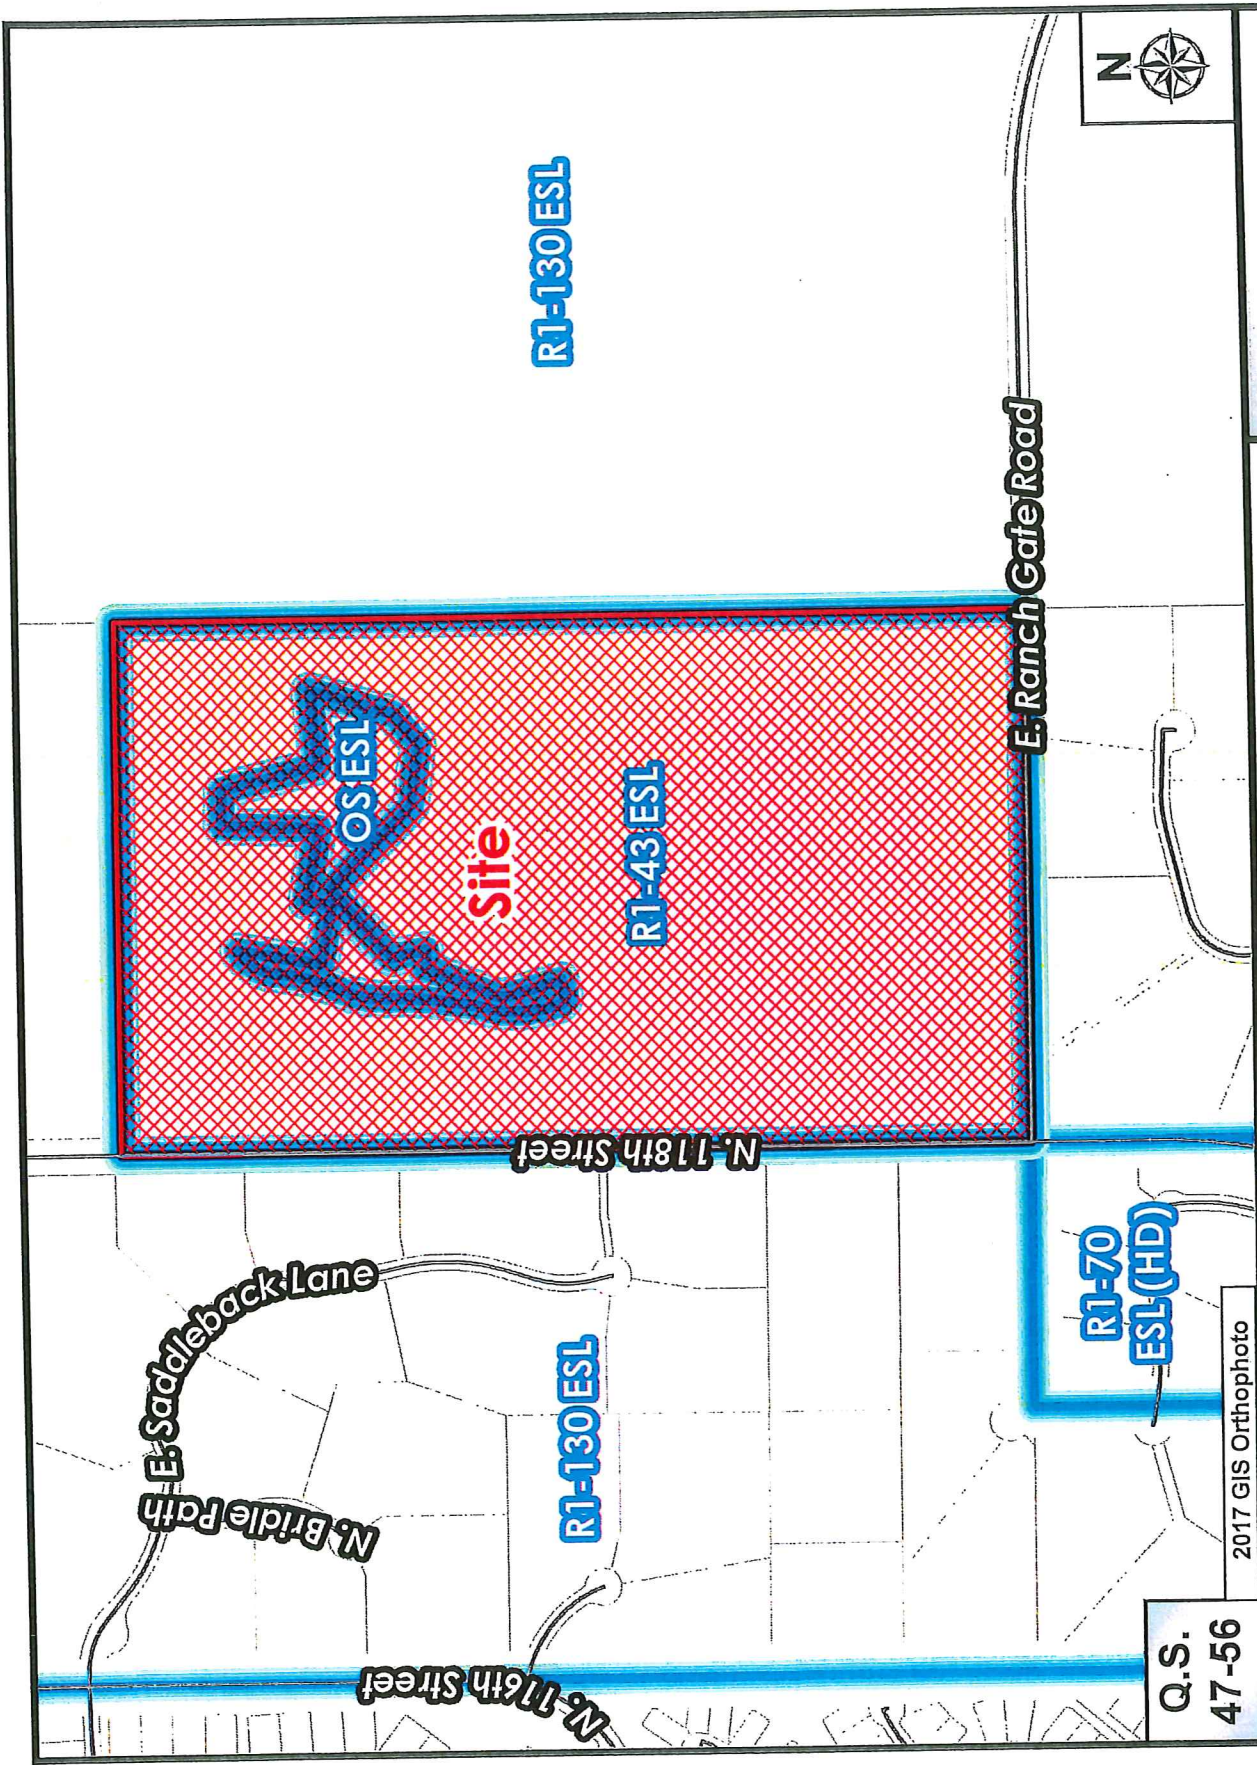 E. Saddleback Lane
N. Bridle Path
N. 116th Street
R1-130 ESL
R1-70
ESL (HD)
N. 118th Street
OS ESL
Site
R1-43 ESL
E. Ranch Gate Road
R1-130 ESL
N
Q.S.
47-56
2017 GIS Orthophoto